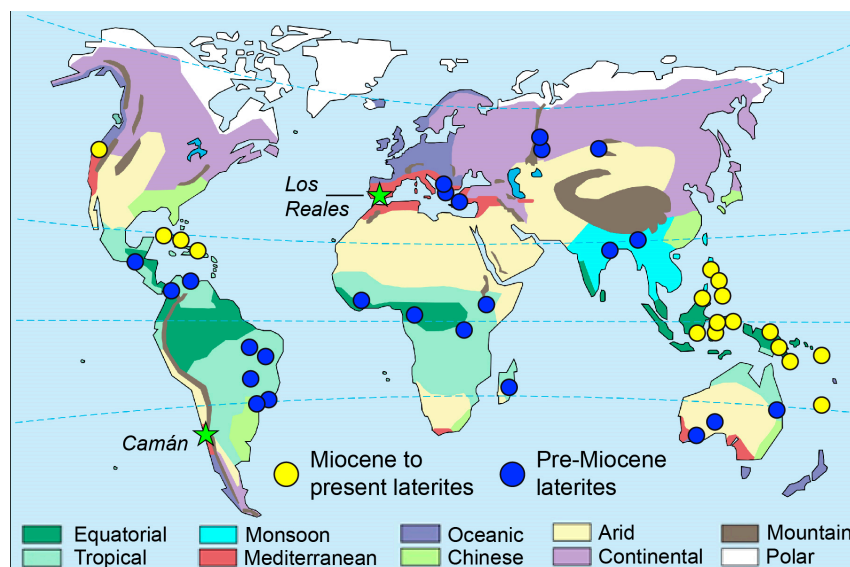 Los
Reales
Camán
Miocene to
present laterites
Pre-Miocene
laterites
Equatorial
Monsoon
Oceanic
Arid
Mountain
Tropical
Mediterranean
Chinese
Continental
Polar